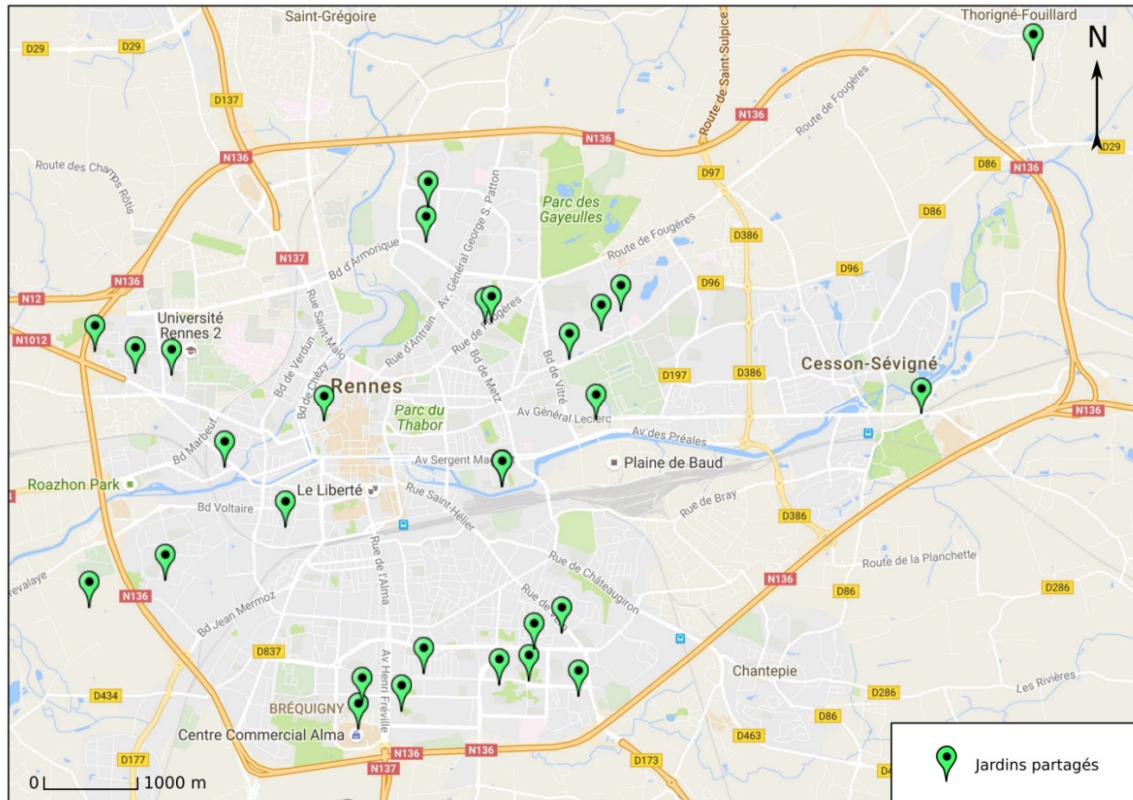 Saint-Grégoire
Thorigné-Fouillard
D29
D29
N
D137
Route de Saint-Sulpice
N136
Route de Fougères
N136
N136
D29
Route des Champs Rôtis
D86
N136
D97
Av. Général George S. Patton
Parc des
Gayeulles
D86
Bd d'Armorique
Route de Fougères
D386
N137
D96
D96
N136
N12
Rue Saint-Malo
Université
Rennes 2
N1012
Rue d'Antrain
Rue de Fougères
Bd de Verdun
Bd de Chézy
Bd de Metz
Bd de Vitré
Cesson-Sévigné
D197
D386
Rennes
Parc du
Thabor
Av Général Leclerc
N136
Bd Marbeuf
Av des Préales
Av Sergent Ma
Plaine de Baud
Roazhon Park
Le Liberté
Rue Saint-Hélier
Rue de Bray
Bd Voltaire
D386
Rue de l'Alma
Rue de Châteaugiron
Route de la Planchette
N136
revalaye
N136
D86
D286
Rue de V
Bd Jean Mermoz
D837
Av Henri Fréville
Chantepie
Les Rivières
D434
D286
BRÉQUIGNY
D86
Centre Commercial Alma
D463
D177
N136
N136
D173
N137
D4
0
1000 m
Jardins partagés